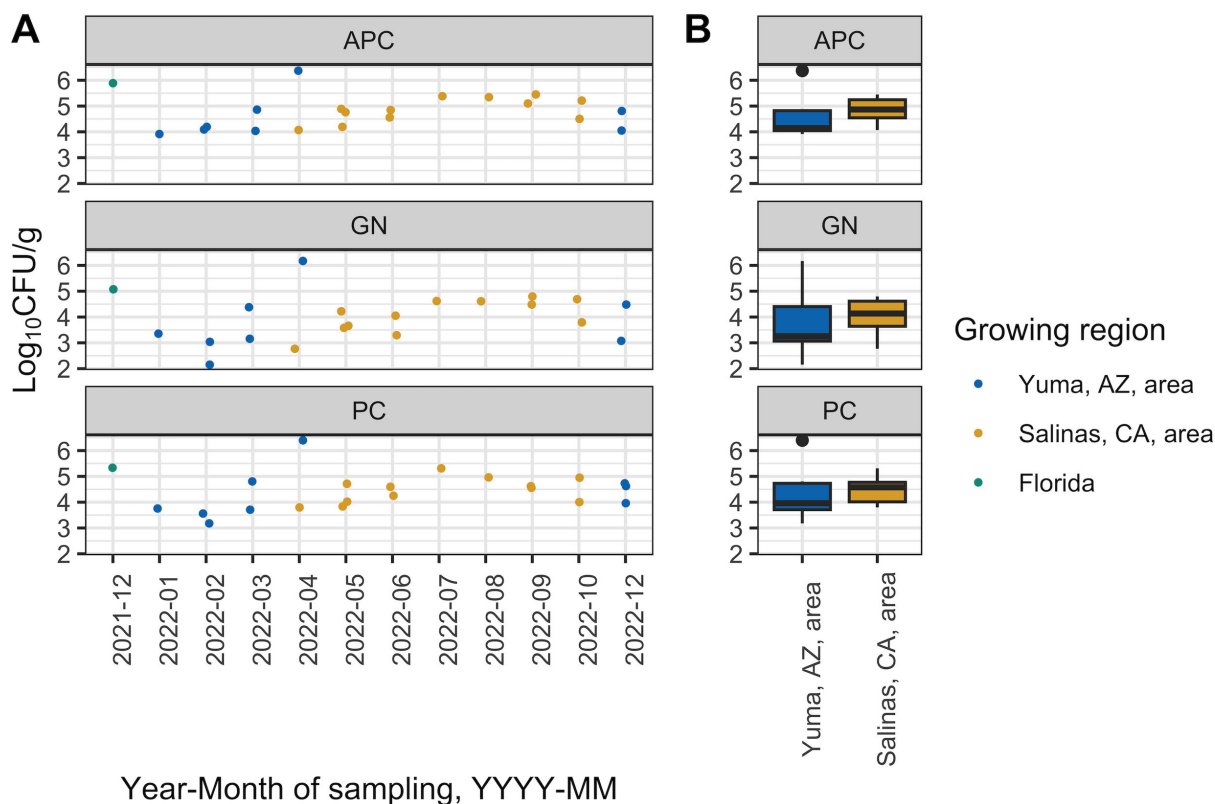 A
B
APC
APC
6
5
4
3
2
6
5
4
3
2
GN
GN
6
5
4
3
2
6
5
4
3
2
PC
PC
6
5
4
3
2
6
5
4
3
2
Log₁₀CFU/g
2021-12
2022-01
2022-02
2022-03
2022-04
2022-05
2022-06
2022-07
2022-08
2022-09
2022-10
2022-12
Year-Month of sampling, YYYY-MM
Yuma, AZ, area
Salinas, CA, area
Growing region
Yuma, AZ, area
Salinas, CA, area
Florida